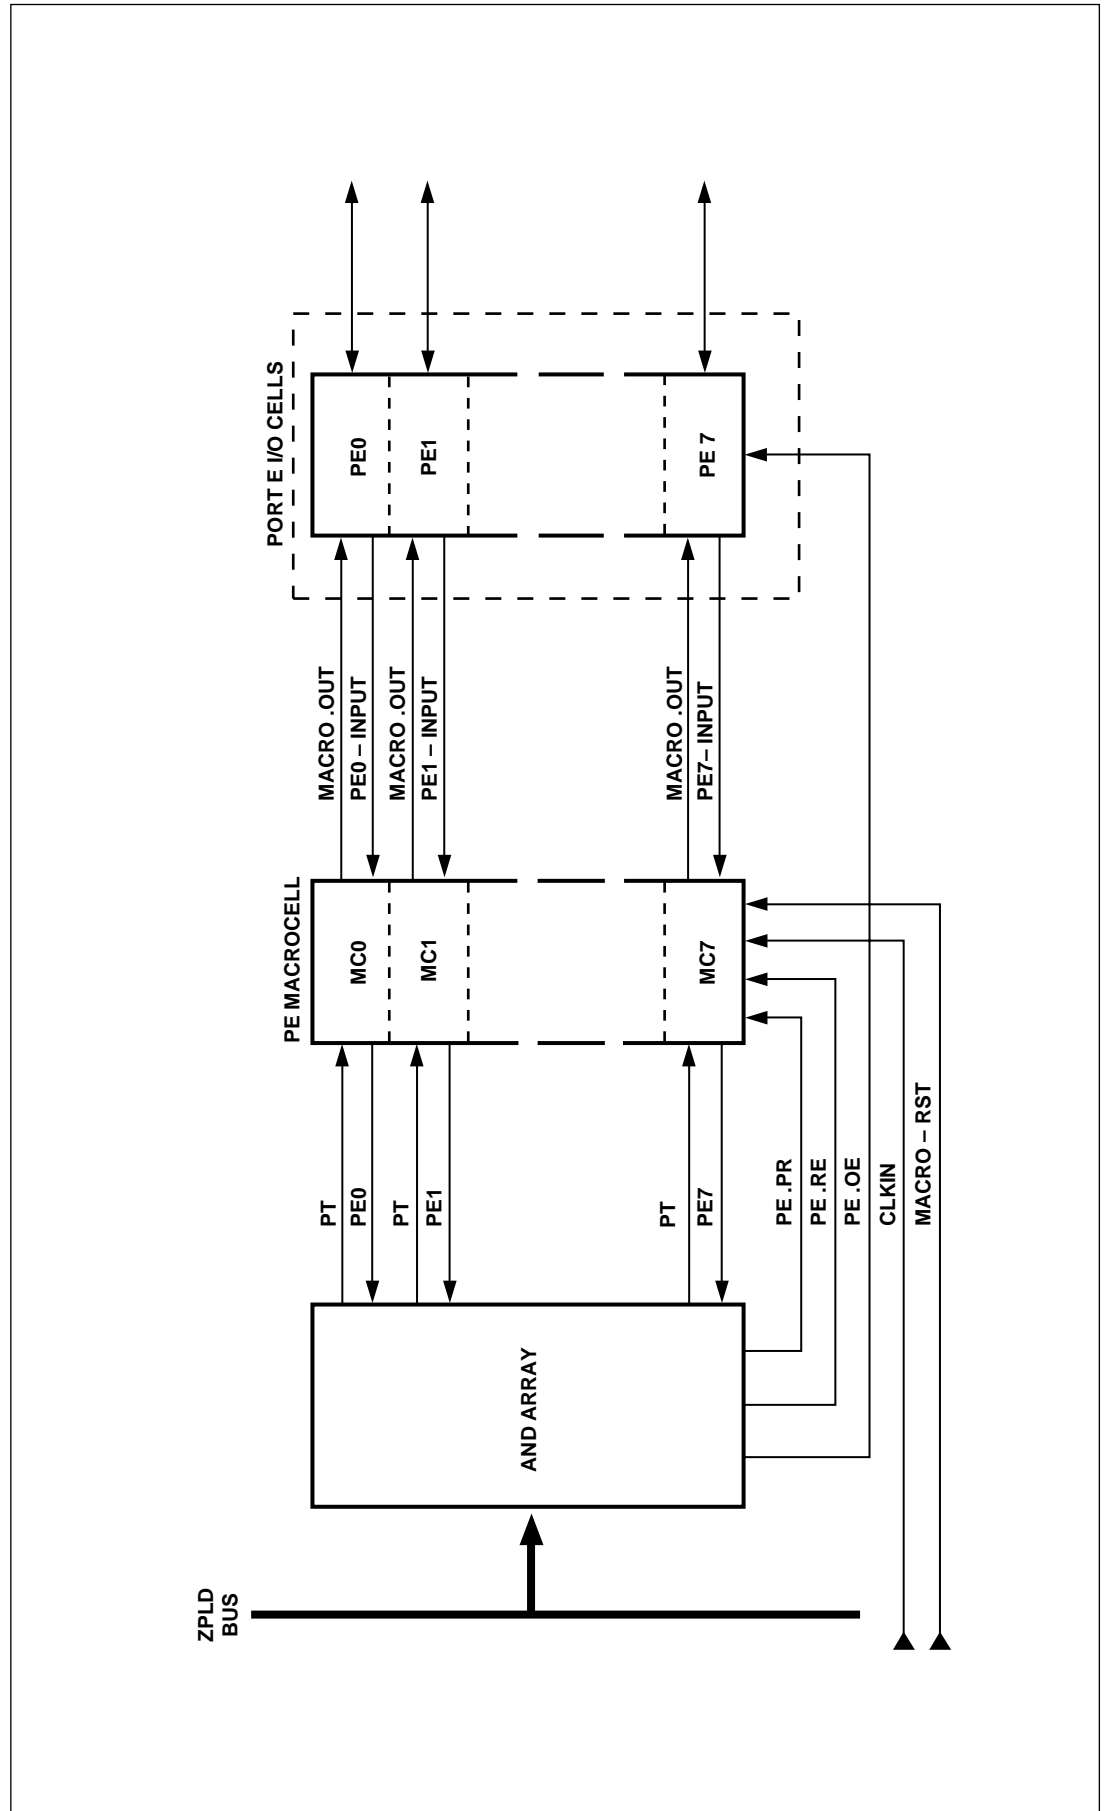 ZPLD
BUS
AND ARRAY
PT
PE0
PT
PE1
PT
PE7
PE .PR
PE .RE
PE .OE
CLKIN
MACRO – RST
PE MACROCELL
MC0
MC1
MC7
MACRO .OUT
PE0 – INPUT
MACRO .OUT
PE1 – INPUT
MACRO .OUT
PE7– INPUT
PORT E I/O CELLS
PE0
PE1
PE 7